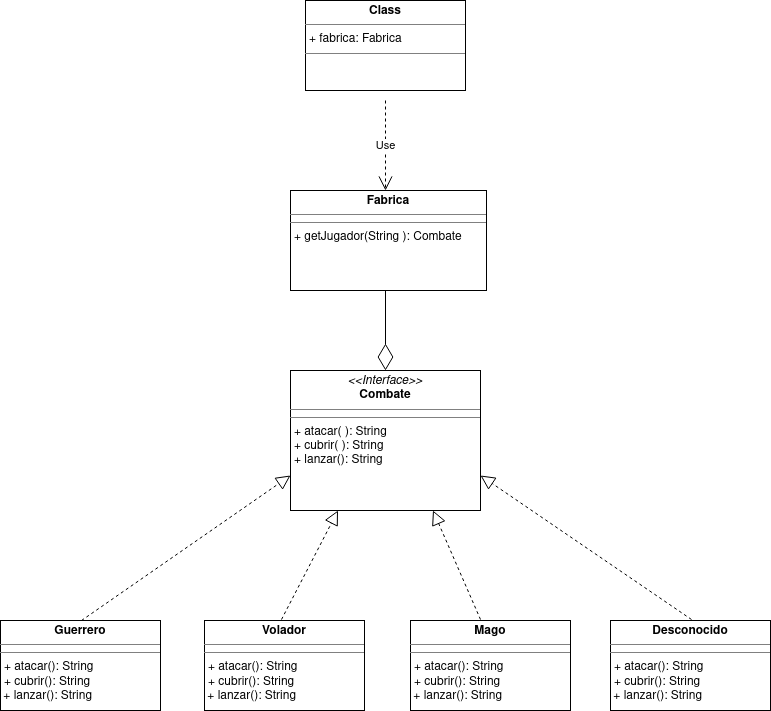 Class
+ fabrica: Fabrica
Use
Fabrica
+ getJugador(String ): Combate
<<Interface>>
Combate
+ atacar( ): String
+ cubrir( ): String
+ lanzar(): String
Guerrero
+ atacar(): String
+ cubrir(): String
+ lanzar(): String
Volador
+ atacar(): String
+ cubrir(): String
+ lanzar(): String
Mago
+ atacar(): String
+ cubrir(): String
+ lanzar(): String
Desconocido
+ atacar(): String
+ cubrir(): String
+ lanzar(): String